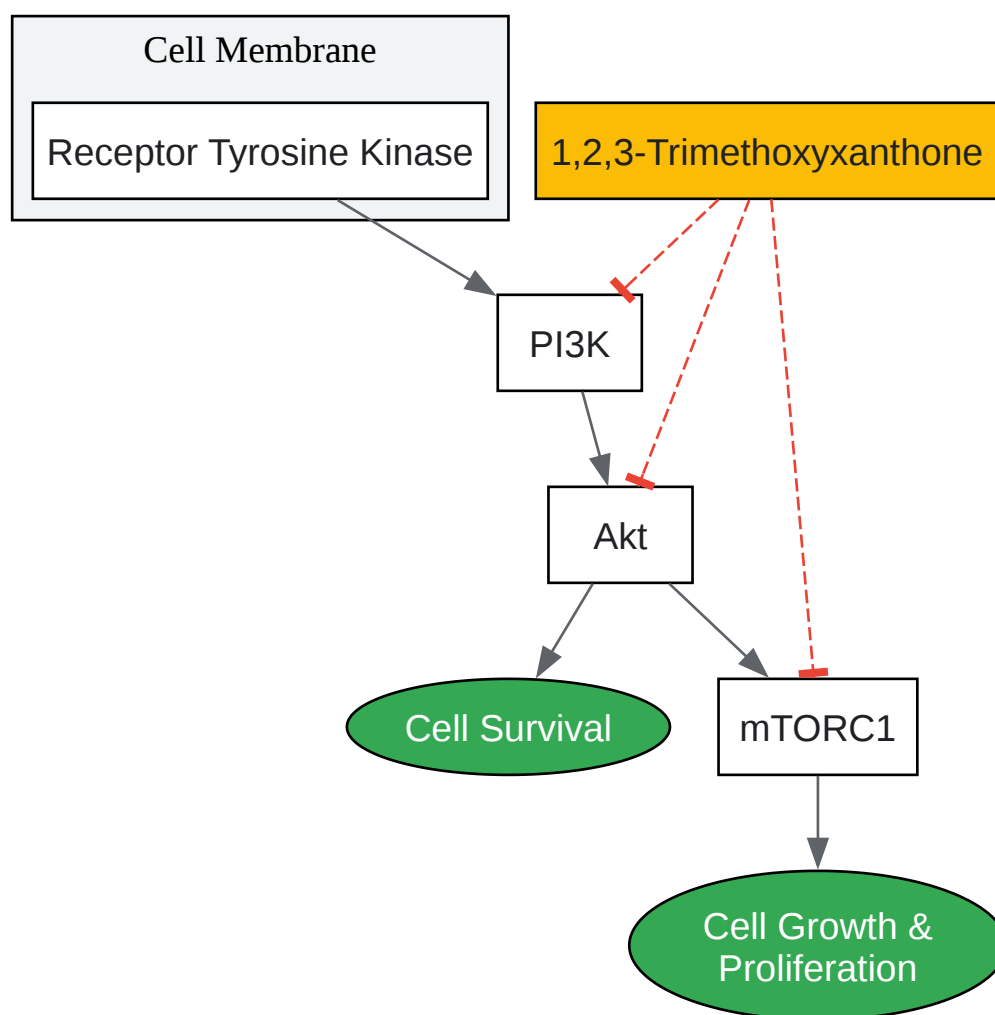 Cell Membrane
Receptor Tyrosine Kinase
1,2,3-Trimethoxyxanthone
PI3K
Akt
Cell Survival
mTORC1
Cell Growth &
Proliferation